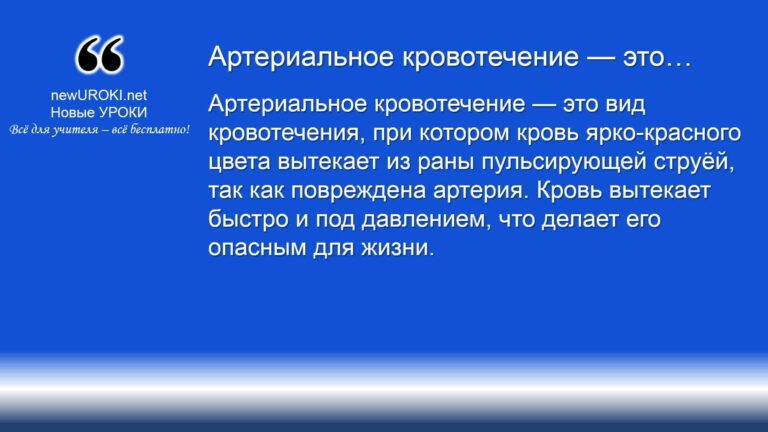 newUROKI.net
Новые УРОКИ
Всё для учителя – всё бесплатно!
Артериальное кровотечение — это…
Артериальное кровотечение — это вид
кровотечения, при котором кровь ярко-красного
цвета вытекает из раны пульсирующей струёй,
так как повреждена артерия. Кровь вытекает
быстро и под давлением, что делает его
опасным для жизни.